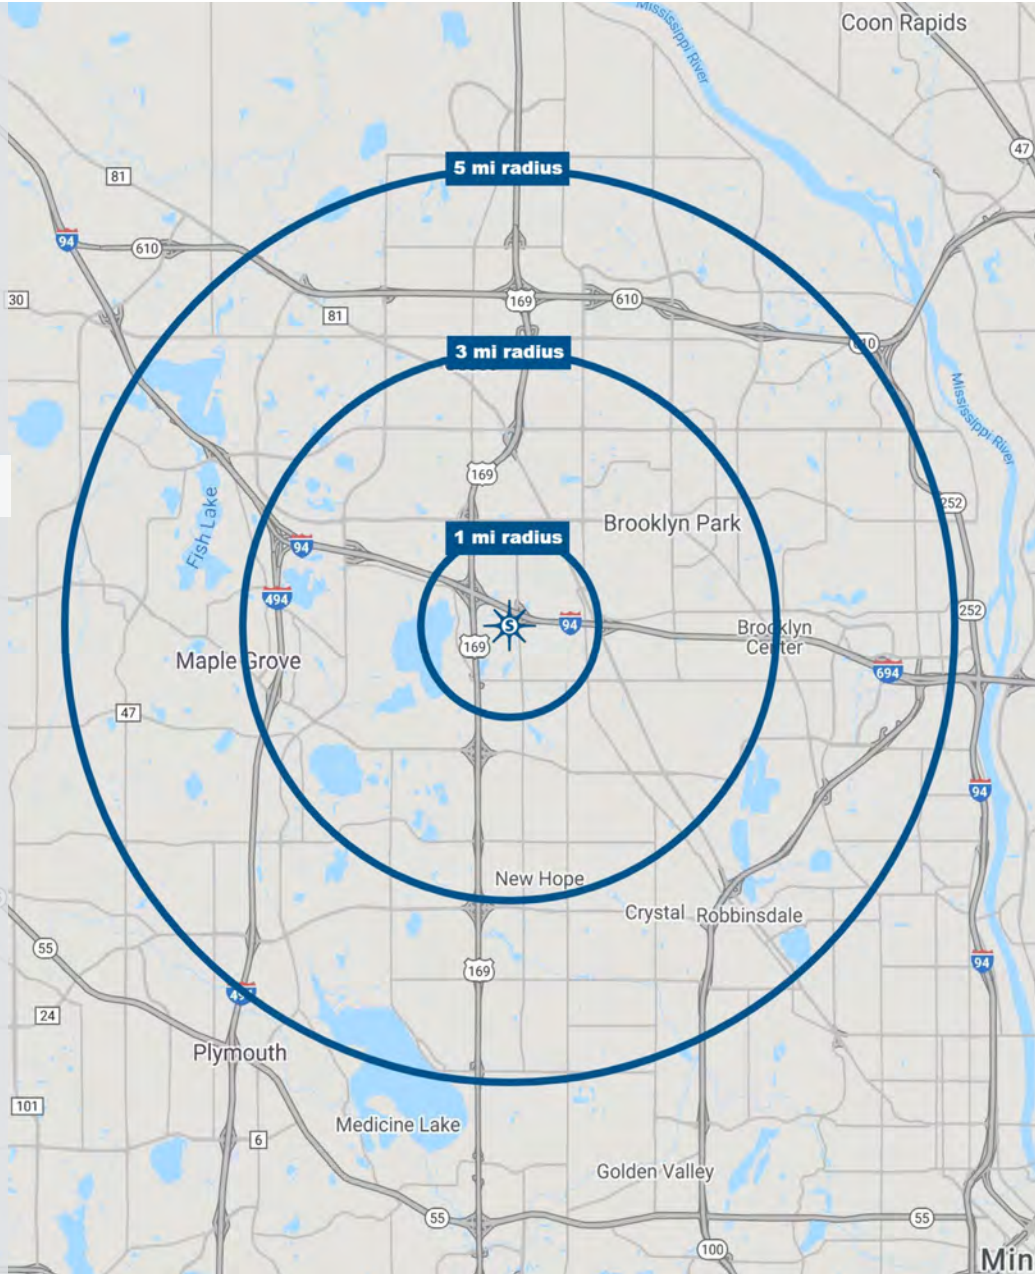 Mississippi River
Coon Rapids
47
5 mi radius
81
94
610
30
169
610
81
610
3 mi radius
Mississippi River
169
252
Brooklyn Park
Fish Lake
1 mi radius
94
494
252
S
94
169
Brooklyn
Center
Maple Grove
694
47
94
New Hope
Crystal
Robbinsdale
55
94
169
494
24
Plymouth
101
Medicine Lake
6
Golden Valley
55
55
100
Min